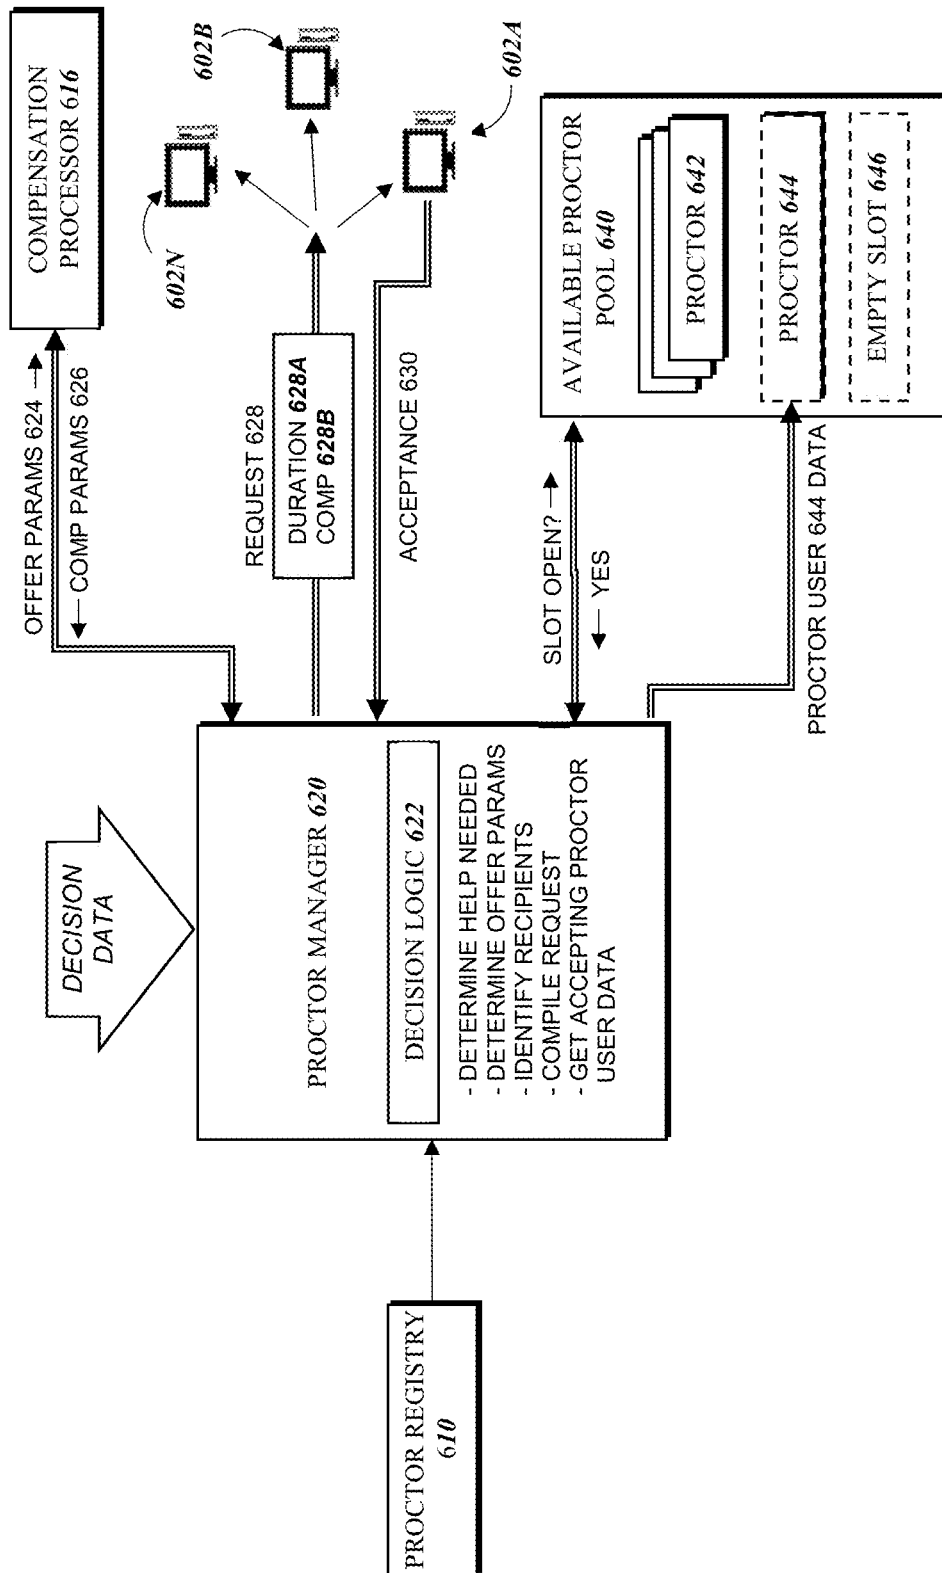 DECISION
DATA
PROCTOR REGISTRY
610
PROCTOR MANAGER 620
DECISION LOGIC 622
- DETERMINE HELP NEEDED
- DETERMINE OFFER PARAMS
- IDENTIFY RECIPIENTS
- COMPILE REQUEST
- GET ACCEPTING PROCTOR
USER DATA
OFFER PARAMS 624
COMP PARAMS 626
COMPENSATION
PROCESSOR 616
REQUEST 628
DURATION 628A
COMP 628B
ACCEPTANCE 630
602N
602B
602A
SLOT OPEN?
YES
PROCTOR USER 644 DATA
AVAILABLE PROCTOR
POOL 640
PROCTOR 642
PROCTOR 644
EMPTY SLOT 646